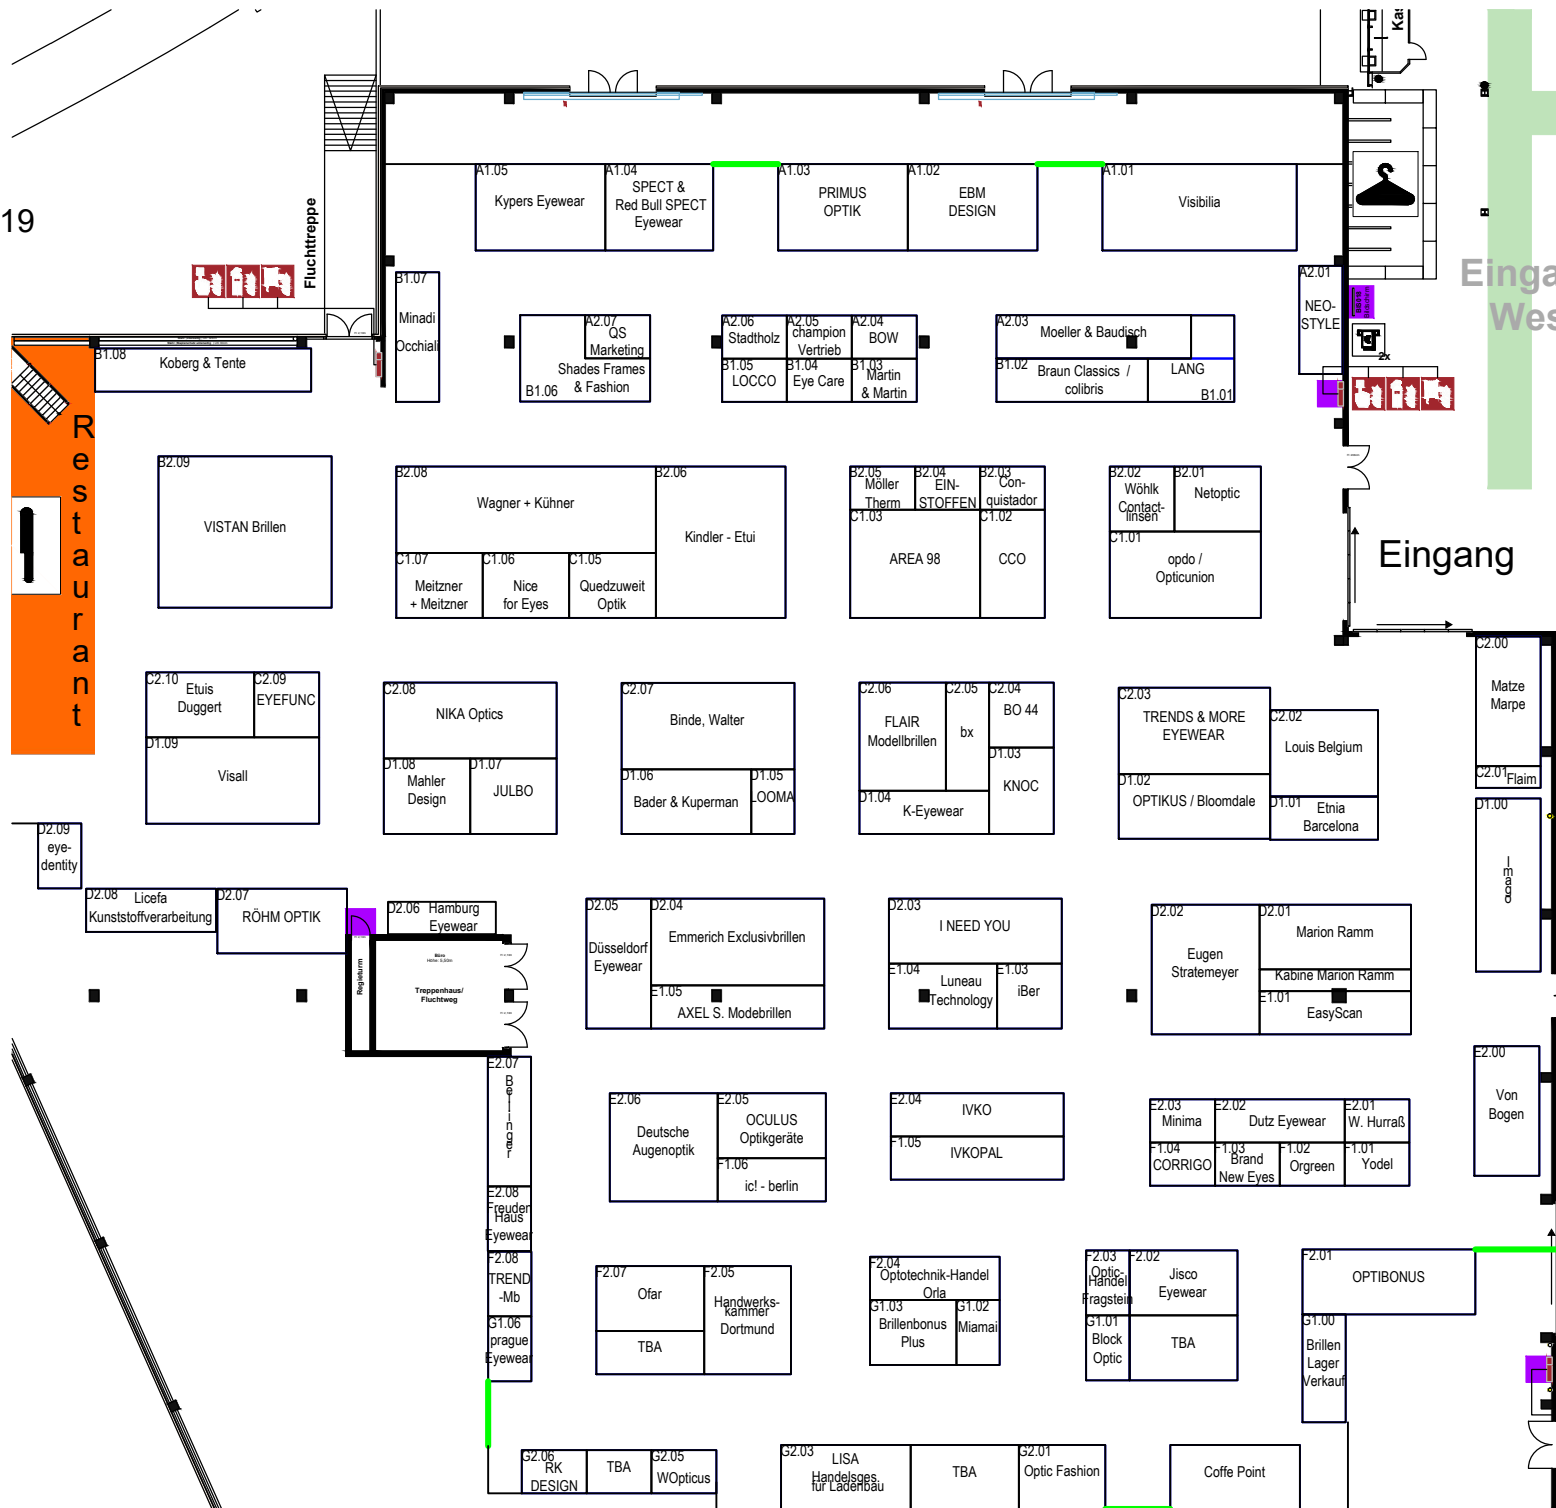 Kas
19
Fluchttreppe
A1.05
Kypers Eyewear
A1.04
SPECT &
Red Bull SPECT
Eyewear
A1.03
PRIMUS
OPTIK
A1.02
EBM
DESIGN
A1.01
Visibilia
Einga
Wes
B1.07
Minadi
Occhiali
A2.07
QS
Marketing
Shades Frames
& Fashion
B1.06
A2.06
Stadtholz
A2.05
champion
Vertrieb
A2.04
BOW
B1.05
LOCCO
B1.04
Eye Care
B1.03
Martin
& Martin
A2.03
Moeller & Baudisch
B1.02
Braun Classics /
colibris
LANG
B1.01
A2.01
NEO-
STYLE
2x
B1.08
Koberg & Tente
Restaurant
B2.09
VISTAN Brillen
B2.08
Wagner + Kühner
B2.06
Kindler - Etui
C1.07
Meitzner
+ Meitzner
C1.06
Nice
for Eyes
C1.05
Quedzuweit
Optik
B2.05
Möller
Therm
B2.04
EIN-
STOFFEN
B2.03
Con-
quistador
C1.03
AREA 98
C1.02
CCO
B2.02
Wöhlk
Contact-
linsen
B2.01
Netoptic
C1.01
opdo /
Opticunion
Eingang
C2.10
Etuis
Duggert
C2.09
EYEFUNC
D1.09
Visall
C2.08
NIKA Optics
D1.08
Mahler
Design
D1.07
JULBO
C2.07
Binde, Walter
D1.06
Bader & Kuperman
D1.05
LOOMA
C2.06
FLAIR
Modellbrillen
C2.05
bx
C2.04
BO 44
D1.03
KNOC
D1.04
K-Eyewear
C2.03
TRENDS & MORE
EYEWEAR
C2.02
Louis Belgium
D1.02
OPTIKUS / Bloomdale
D1.01
Etnia
Barcelona
C2.00
Matze
Marpe
C2.01
Flaim
D1.00
Imago
D2.09
eye-
dentity
D2.08
Licefa
Kunststoffverarbeitung
D2.07
RÖHM OPTIK
D2.06
Hamburg
Eyewear
Regieturm
Büro
Treppenhaus/
Fluchtweg
D2.05
Düsseldorf
Eyewear
D2.04
Emmerich Exclusivbrillen
E1.05
AXEL S. Modebrillen
D2.03
I NEED YOU
E1.04
Luneau
Technology
E1.03
iBer
D2.02
Eugen
Stratemeyer
D2.01
Marion Ramm
Kabine Marion Ramm
E1.01
EasyScan
E2.07
Bellinger
E2.08
Freuden
Haus
Eyewear
F2.08
TREND
-Mb
G1.06
prague
Eyewear
E2.06
Deutsche
Augenoptik
E2.05
OCULUS
Optikgeräte
F1.06
ic! - berlin
E2.04
IVKO
F1.05
IVKOPAL
E2.03
Minima
E2.02
Dutz Eyewear
E2.01
W. Hurraß
F1.04
CORRIGO
F1.03
Brand
New Eyes
F1.02
Orgreen
F1.01
Yodel
E2.00
Von
Bogen
F2.07
Ofar
TBA
F2.05
Handwerks-
kammer
Dortmund
F2.04
Optotechnik-Handel
Orla
G1.03
Brillenbonus
Plus
G1.02
Miamai
F2.03
Optic-
Handel
Fragstein
F2.02
Jisco
Eyewear
G1.01
Block
Optic
TBA
F2.01
OPTIBONUS
G1.00
Brillen
Lager
Verkauf
G2.06
RK
DESIGN
TBA
G2.05
WOpticus
G2.03
LISA
Handelsges.
für Ladenbau
TBA
G2.01
Optic Fashion
Coffe Point